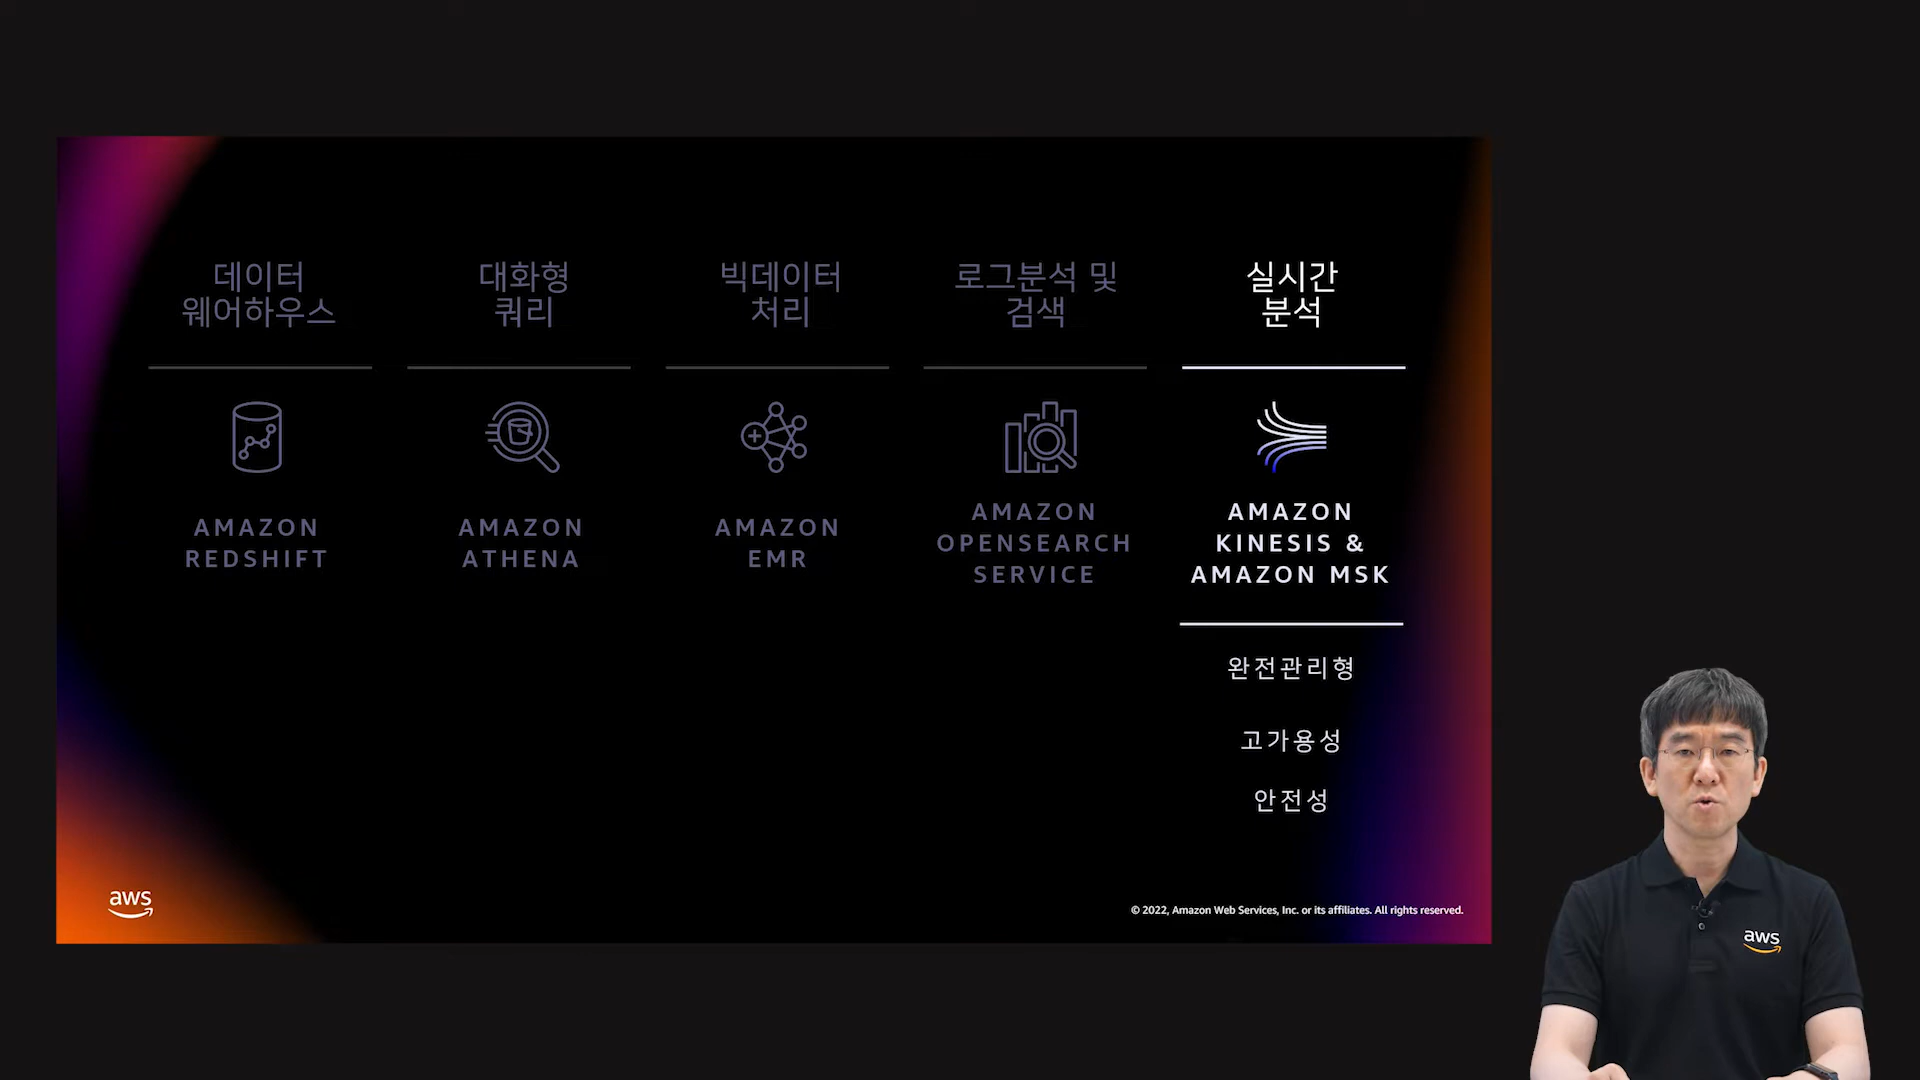 데이터
웨어하우스
대화형
쿼리
빅데이터
처리
로그분석 및
검색
실시간
분석
AMAZON
REDSHIFT
AMAZON
ATHENA
AMAZON
EMR
AMAZON
OPENSEARCH
SERVICE
AMAZON
KINESIS &
AMAZON MSK
완전관리형
고가용성
안전성
aws
© 2022, Amazon Web Services, Inc. or its affiliates. All rights reserved.
aws